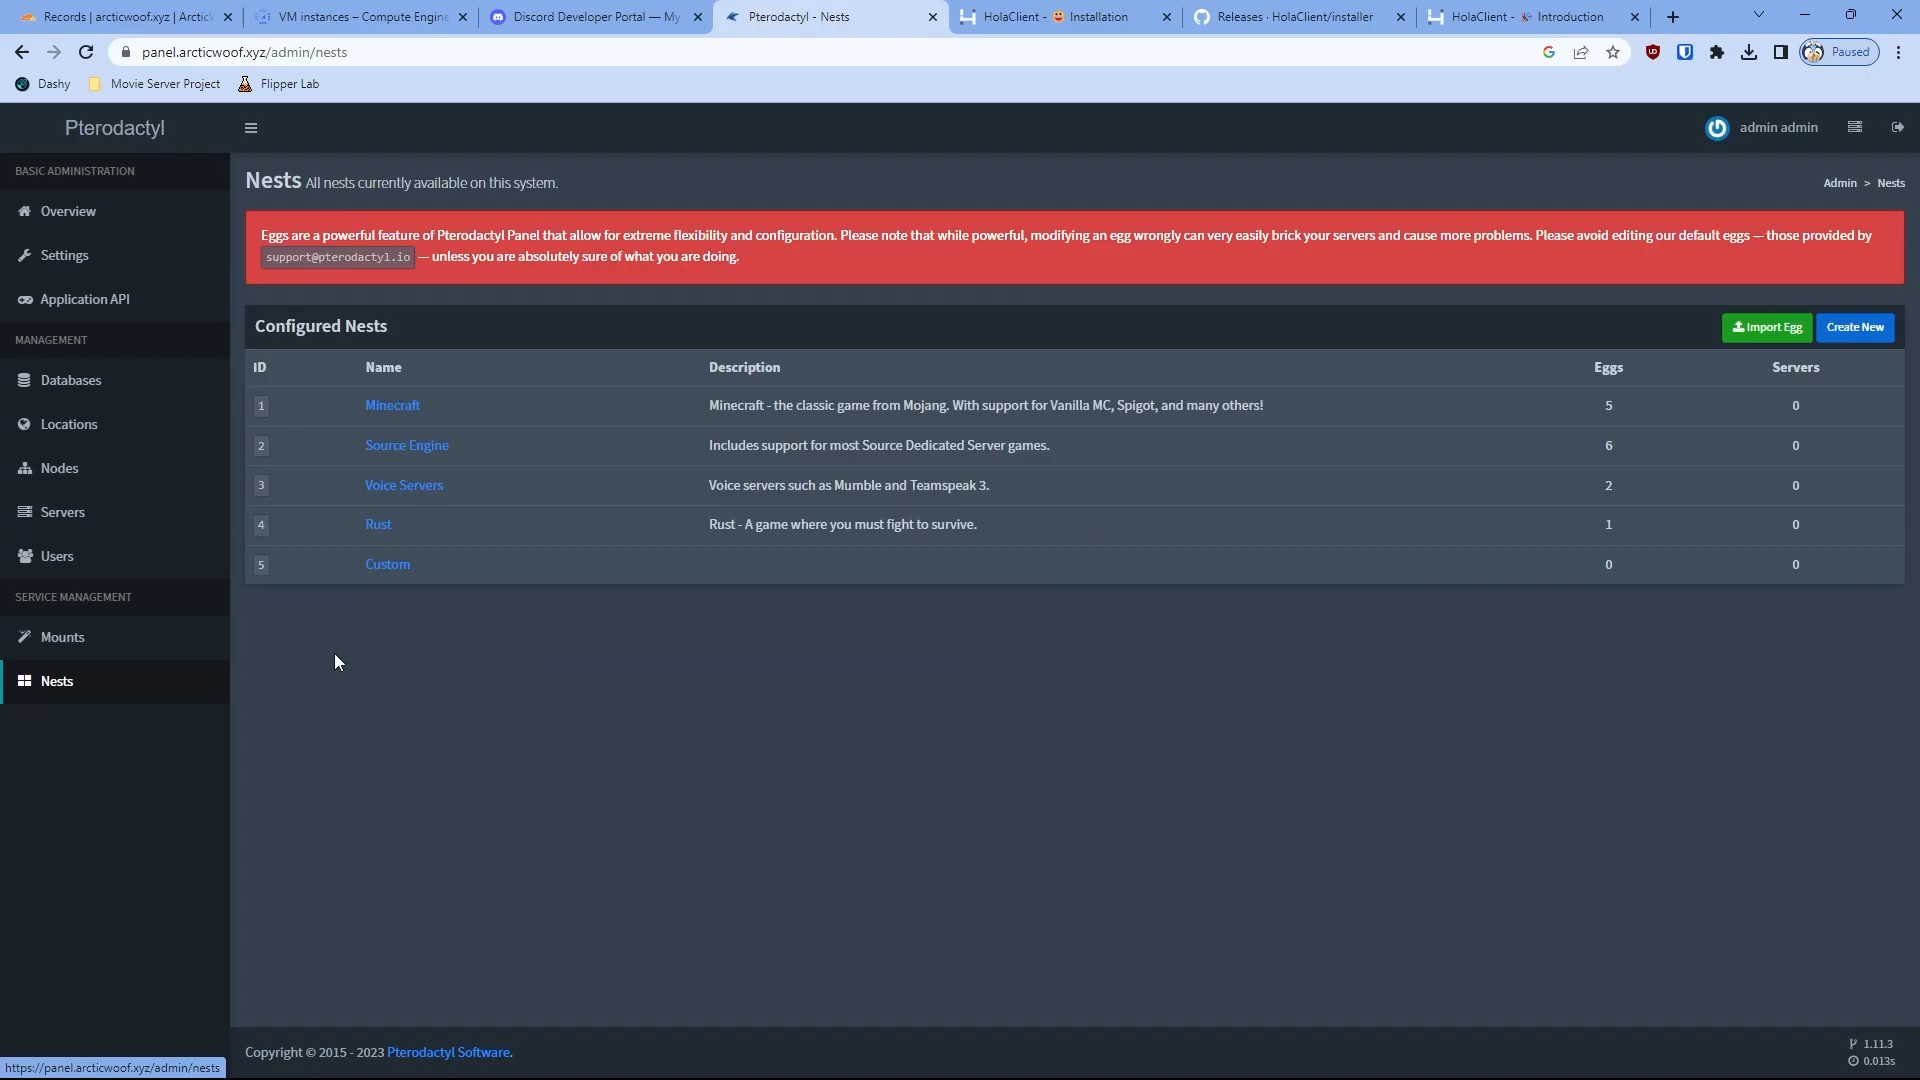 Records | arcticwoof.xyz | Arctic
VM instances – Compute Engine
Discord Developer Portal — My
Pterodactyl - Nests
HolaClient - 😀 Installation
Releases · HolaClient/installer
HolaClient - 🎉 Introduction
panel.arcticwoof.xyz/admin/nests
Paused
Dashy
Movie Server Project
Flipper Lab
Pterodactyl
admin admin
BASIC ADMINISTRATION
Overview
Settings
Application API
MANAGEMENT
Databases
Locations
Nodes
Servers
Users
SERVICE MANAGEMENT
Mounts
Nests
Nests All nests currently available on this system.
Admin > Nests
Eggs are a powerful feature of Pterodactyl Panel that allow for extreme flexibility and configuration. Please note that while powerful, modifying an egg wrongly can very easily brick your servers and cause more problems. Please avoid editing our default eggs — those provided by
support@pterodactyl.io — unless you are absolutely sure of what you are doing.
Configured Nests
Import Egg
Create New
ID Name Description Eggs Servers
1 Minecraft Minecraft - the classic game from Mojang. With support for Vanilla MC, Spigot, and many others! 5 0
2 Source Engine Includes support for most Source Dedicated Server games. 6 0
3 Voice Servers Voice servers such as Mumble and Teamspeak 3. 2 0
4 Rust Rust - A game where you must fight to survive. 1 0
5 Custom 0 0
Copyright © 2015 - 2023 Pterodactyl Software.
1.11.3
0.013s
https://panel.arcticwoof.xyz/admin/nests